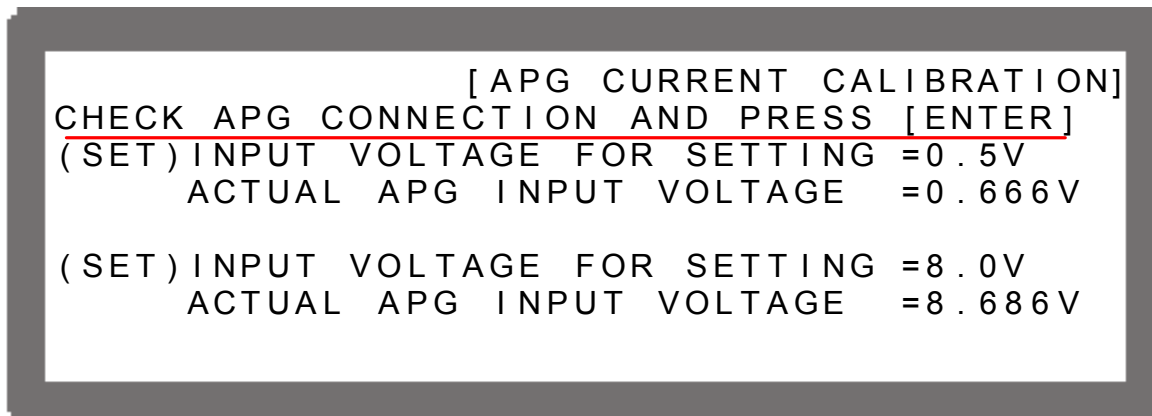 [APG CURRENT CALIBRATION]
CHECK APG CONNECTION AND PRESS [ENTER]
(SET)INPUT VOLTAGE FOR SETTING =0.5V
ACTUAL APG INPUT VOLTAGE =0.666V
(SET)INPUT VOLTAGE FOR SETTING =8.0V
ACTUAL APG INPUT VOLTAGE =8.686V